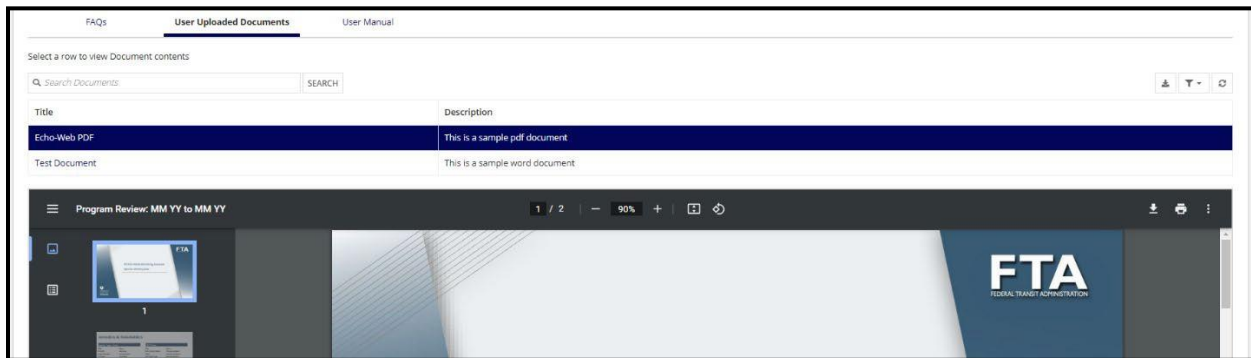 FAQs User Uploaded Documents User Manual
Select a row to view Document contents
Search Documents SEARCH
Title Description
Echo-Web PDF This is a sample pdf document
Test Document This is a sample word document
Program Review: MM YY to MM YY 1 / 2 | − 90% +
FTA
FTA
FEDERAL TRANSIT ADMINISTRATION
1